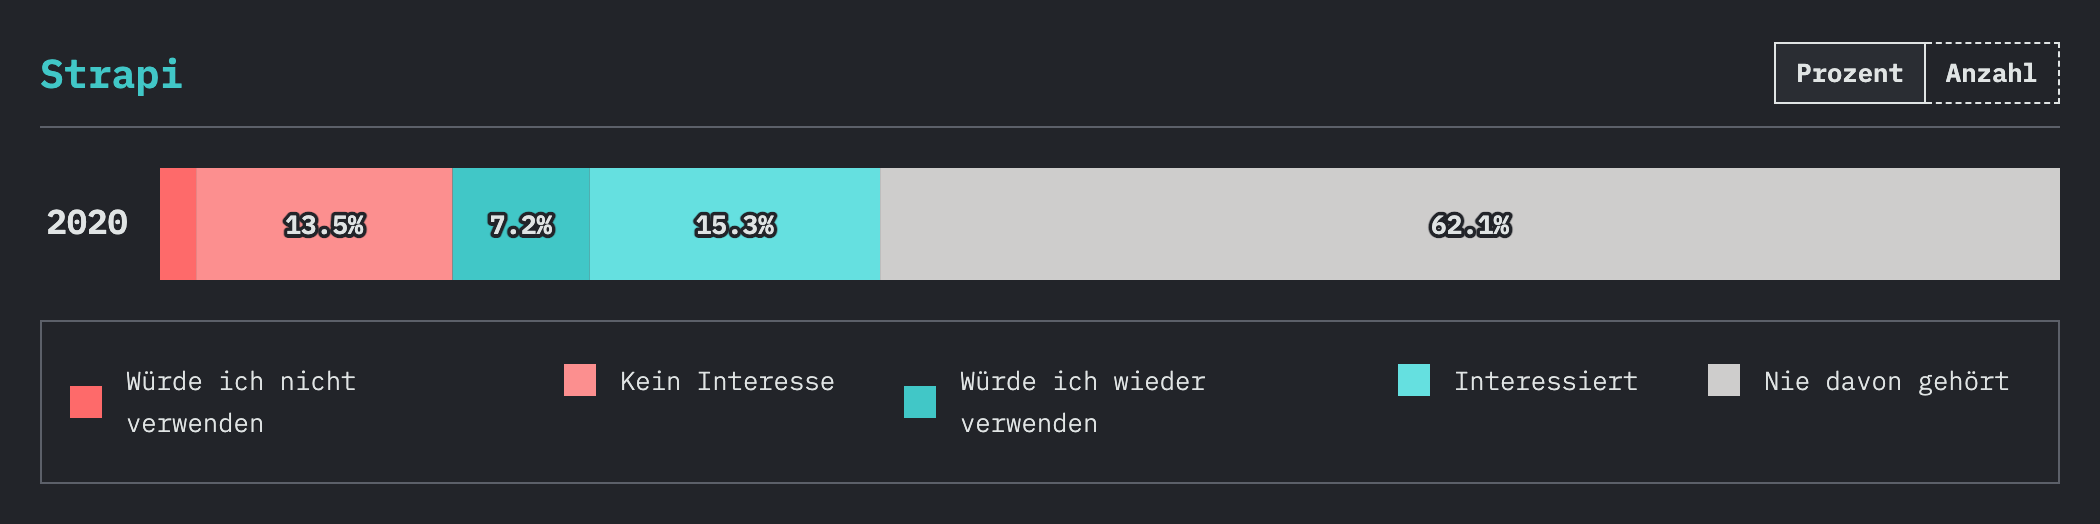 Strapi
Prozent Anzahl
2020 13.5% 7.2% 15.3% 62.1%
Würde ich nicht verwenden
Kein Interesse
Würde ich wieder verwenden
Interessiert
Nie davon gehört